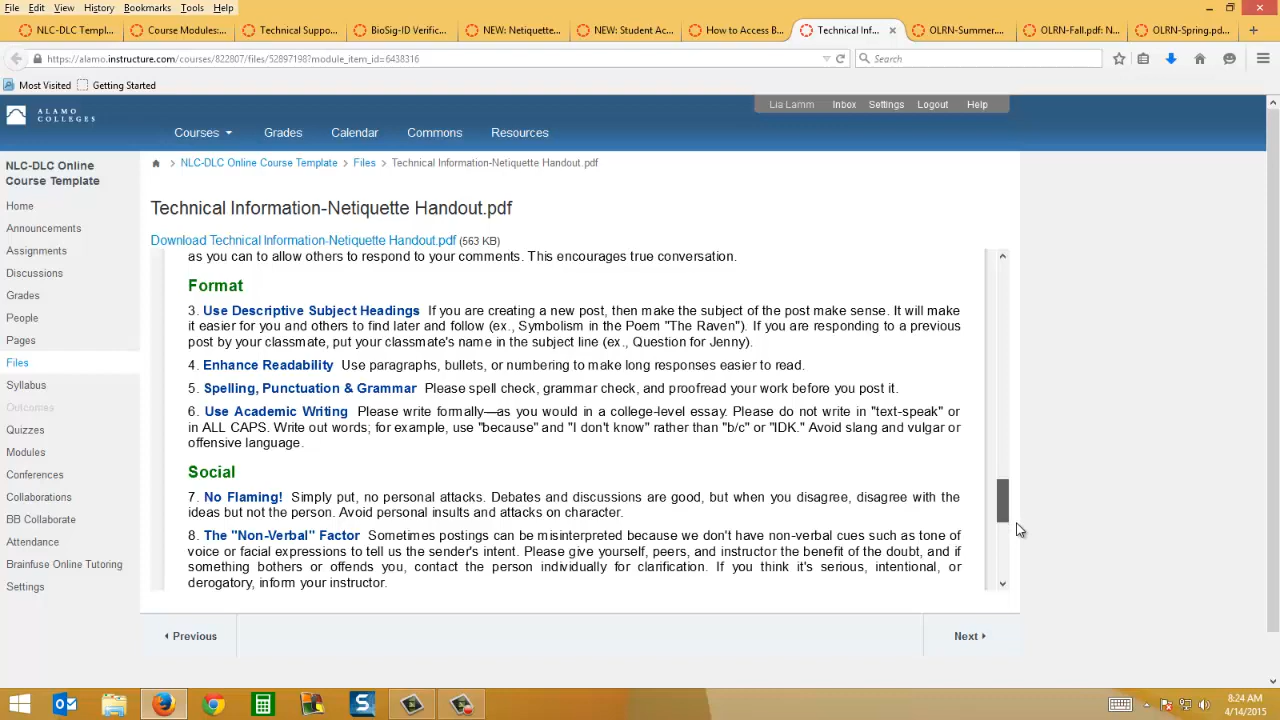 File Edit View History Bookmarks Tools Help
NLC-DLC Templ... Course Modules:... Technical Suppo... BioSig-ID Verific... NEW: Netiquette... NEW: Student Ac... How to Access B... Technical Inf... OLRN-Summer... OLRN-Fall.pdf: N... OLRN-Spring.pd...
https://alamo.instructure.com/courses/822807/files/52897198?module_item_id=6438316 Search
Most Visited Getting Started
ALAMO COLLEGES
Lia Lamm Inbox Settings Logout Help
Courses Grades Calendar Commons Resources
NLC-DLC Online
Course Template
NLC-DLC Online Course Template > Files > Technical Information-Netiquette Handout.pdf
Home
Announcements
Assignments
Discussions
Grades
People
Pages
Files
Syllabus
Outcomes
Quizzes
Modules
Conferences
Collaborations
BB Collaborate
Attendance
Brainfuse Online Tutoring
Settings
Technical Information-Netiquette Handout.pdf
Download Technical Information-Netiquette Handout.pdf (563 KB)
as you can to allow others to respond to your comments. This encourages true conversation.
Format
3. Use Descriptive Subject Headings If you are creating a new post, then make the subject of the post make sense. It will make
it easier for you and others to find later and follow (ex., Symbolism in the Poem "The Raven"). If you are responding to a previous
post by your classmate, put your classmate's name in the subject line (ex., Question for Jenny).
4. Enhance Readability Use paragraphs, bullets, or numbering to make long responses easier to read.
5. Spelling, Punctuation & Grammar Please spell check, grammar check, and proofread your work before you post it.
6. Use Academic Writing Please write formally—as you would in a college-level essay. Please do not write in "text-speak" or
in ALL CAPS. Write out words; for example, use "because" and "I don't know" rather than "b/c" or "IDK." Avoid slang and vulgar or
offensive language.
Social
7. No Flaming! Simply put, no personal attacks. Debates and discussions are good, but when you disagree, disagree with the
ideas but not the person. Avoid personal insults and attacks on character.
8. The "Non-Verbal" Factor Sometimes postings can be misinterpreted because we don't have non-verbal cues such as tone of
voice or facial expressions to tell us the sender's intent. Please give yourself, peers, and instructor the benefit of the doubt, and if
something bothers or offends you, contact the person individually for clarification. If you think it's serious, intentional, or
derogatory, inform your instructor.
Previous Next
8:24 AM
4/14/2015